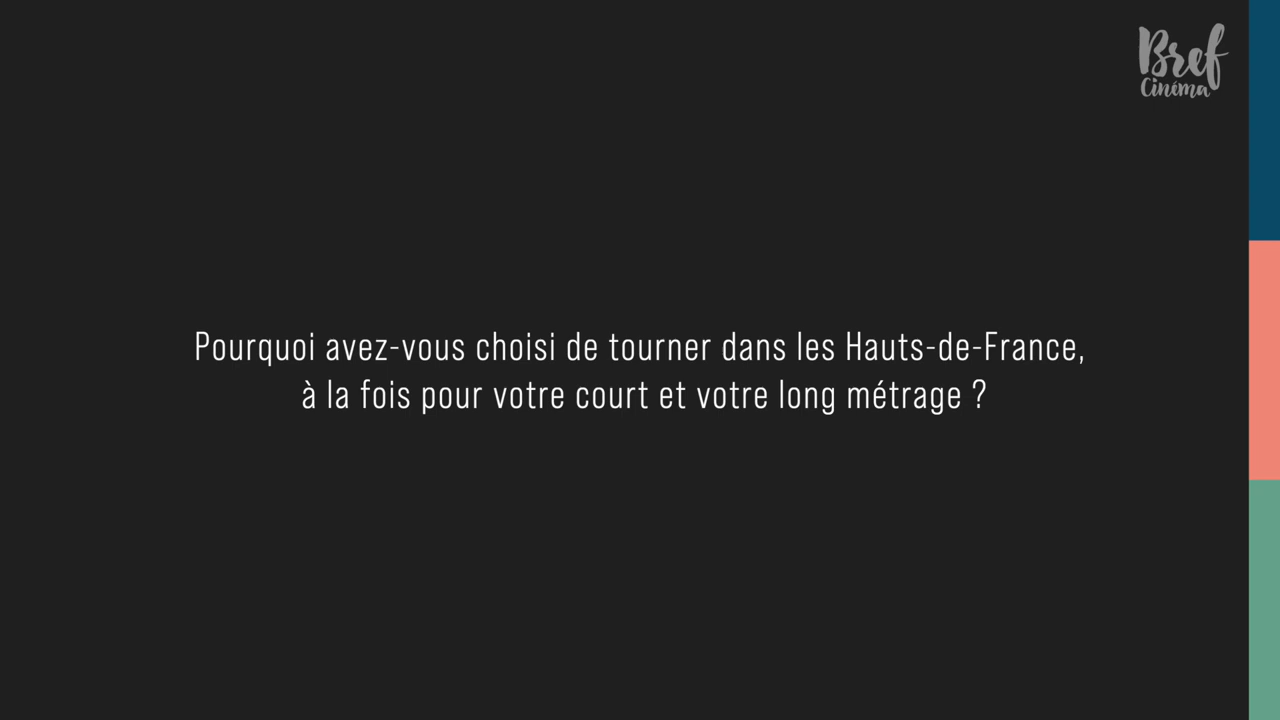 Bref
Cinéma
Pourquoi avez-vous choisi de tourner dans les Hauts-de-France,
à la fois pour votre court et votre long métrage ?